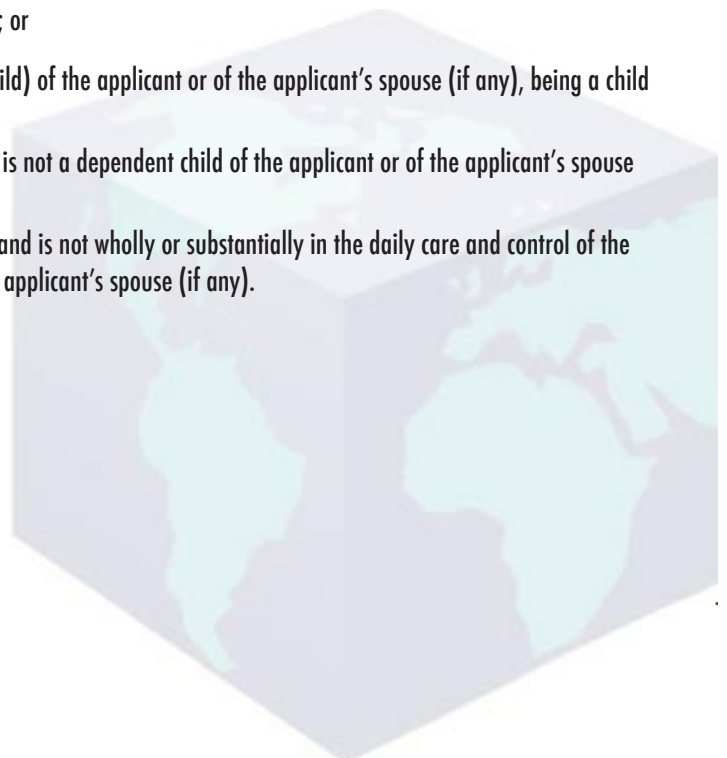 ; or
ild) of the applicant or of the applicant’s spouse (if any), being a child
is not a dependent child of the applicant or of the applicant’s spouse
and is not wholly or substantially in the daily care and control of the
applicant’s spouse (if any).